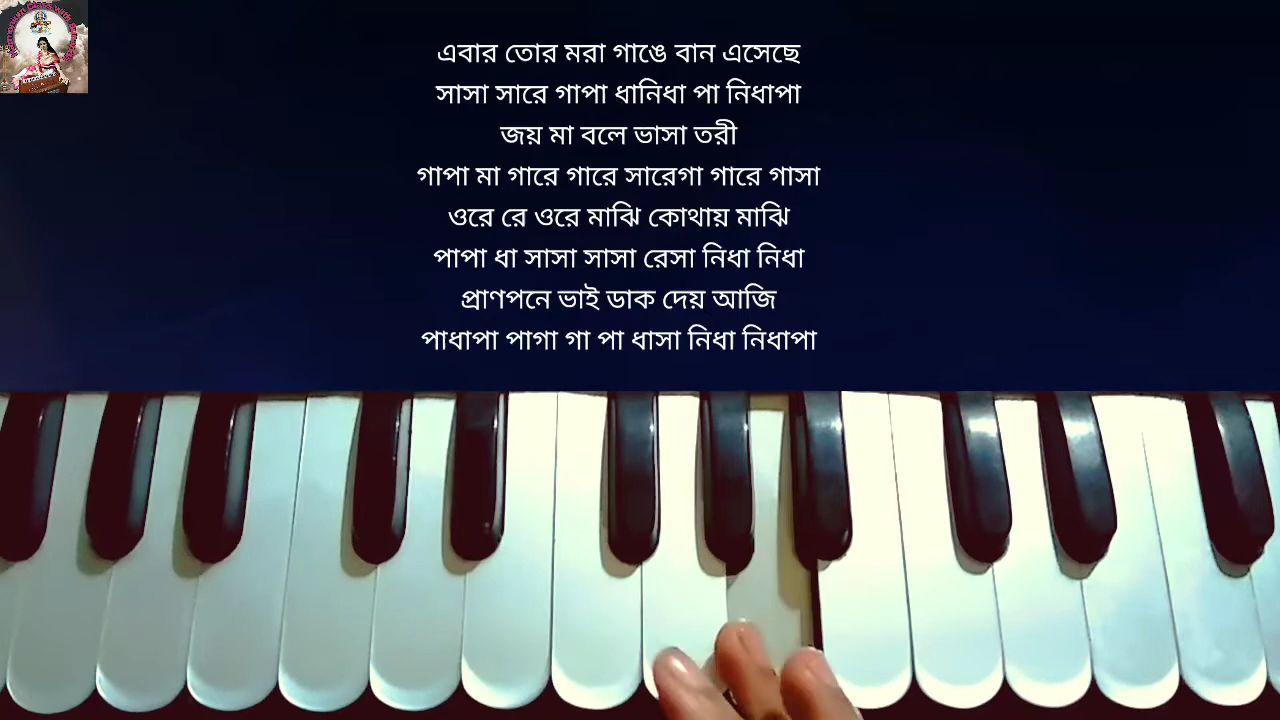 এবার তোর মরা গাঙে বান এসেছে
সাসা সারে গাপা ধানিধা পা নিধাপা
জয় মা বলে ভাসা তরী
গাপা মা গারে গারে সারেগা গারে গাসা
ওরে রে ওরে মাঝি কোথায় মাঝি
পাপা ধা সাসা সাসা রেসা নিধা নিধা
প্রাণপনে ভাই ডাক দেয় আজি
পাধাপা পাগা গা পা ধাসা নিধা নিধাপা